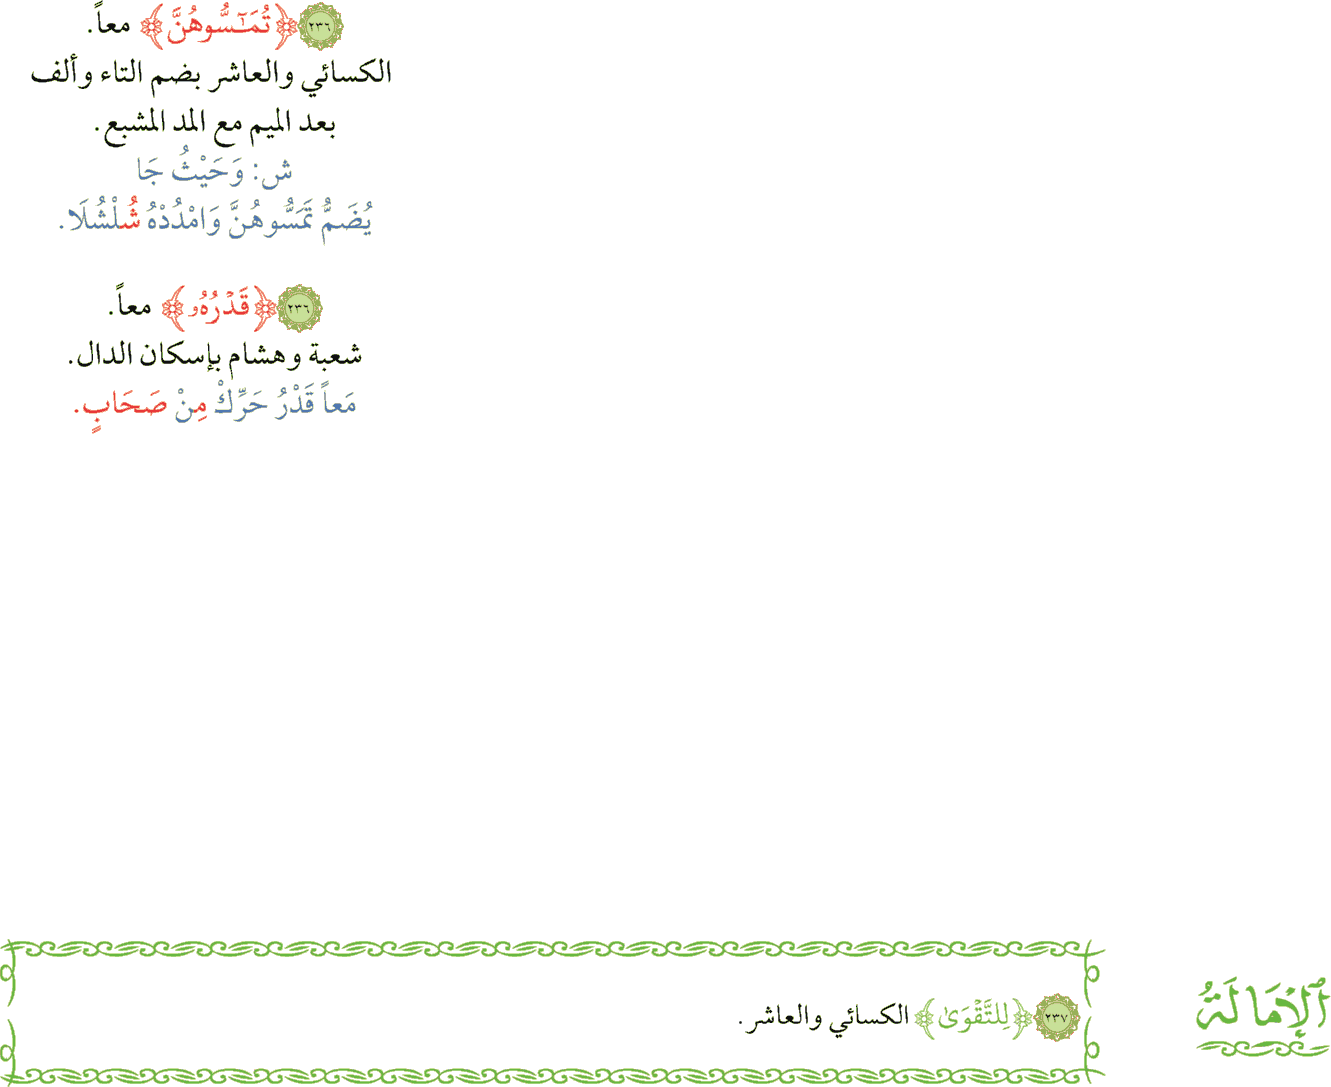 ٢٣٦ ﴿تُمَـٰٓسُّوهُنَّ﴾ معاً.
الكسائي والعاشر بضم التاء وألف
بعد الميم مع المد المشبع.
ش: وَحَيْثُ جَا
يُضَمُّ تَمَسُّوهُنَّ وَامْدُدْهُ شُلْشُلَا.
٢٣٦ ﴿قَدْرُهُۥ﴾ معاً.
شعبة وهشام بإسكان الدال.
مَعاً قَدْرُ حَرِّكْ مِنْ صَحَابٍ.
ٱلْإِمَالَةُ
٢٣٧ ﴿لِلتَّقْوَىٰ﴾ الكسائي والعاشر.